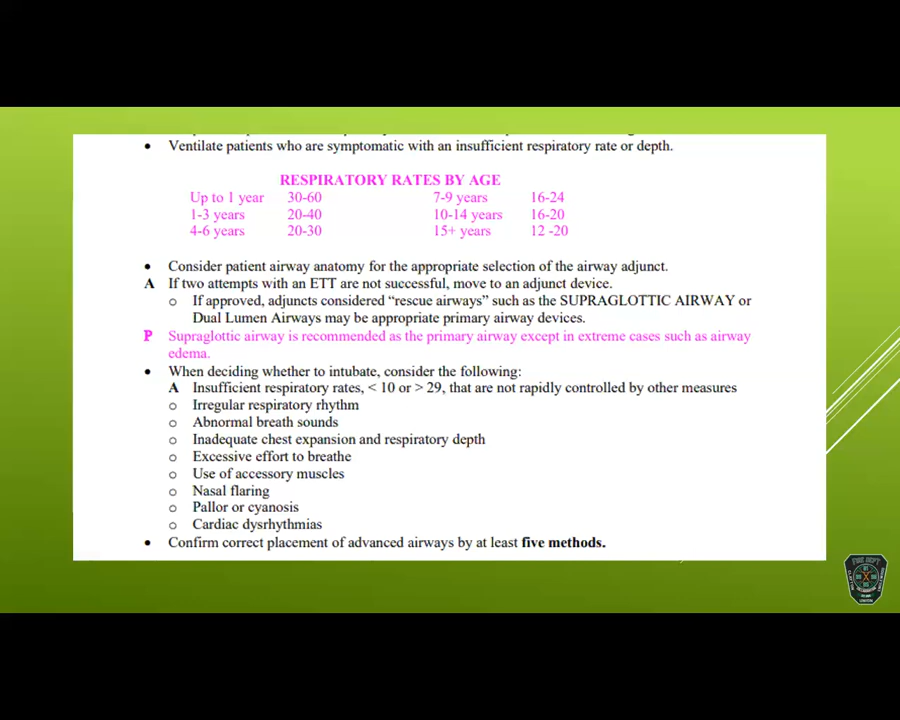 • Ventilate patients who are symptomatic with an insufficient respiratory rate or depth.
RESPIRATORY RATES BY AGE
Up to 1 year 30-60 7-9 years 16-24
1-3 years 20-40 10-14 years 16-20
4-6 years 20-30 15+ years 12 -20
• Consider patient airway anatomy for the appropriate selection of the airway adjunct.
A If two attempts with an ETT are not successful, move to an adjunct device.
o If approved, adjuncts considered “rescue airways” such as the SUPRAGLOTTIC AIRWAY or
Dual Lumen Airways may be appropriate primary airway devices.
P Supraglottic airway is recommended as the primary airway except in extreme cases such as airway
edema.
• When deciding whether to intubate, consider the following:
A Insufficient respiratory rates, < 10 or > 29, that are not rapidly controlled by other measures
o Irregular respiratory rhythm
o Abnormal breath sounds
o Inadequate chest expansion and respiratory depth
o Excessive effort to breathe
o Use of accessory muscles
o Nasal flaring
o Pallor or cyanosis
o Cardiac dysrhythmias
• Confirm correct placement of advanced airways by at least five methods.
FIRE DEPT